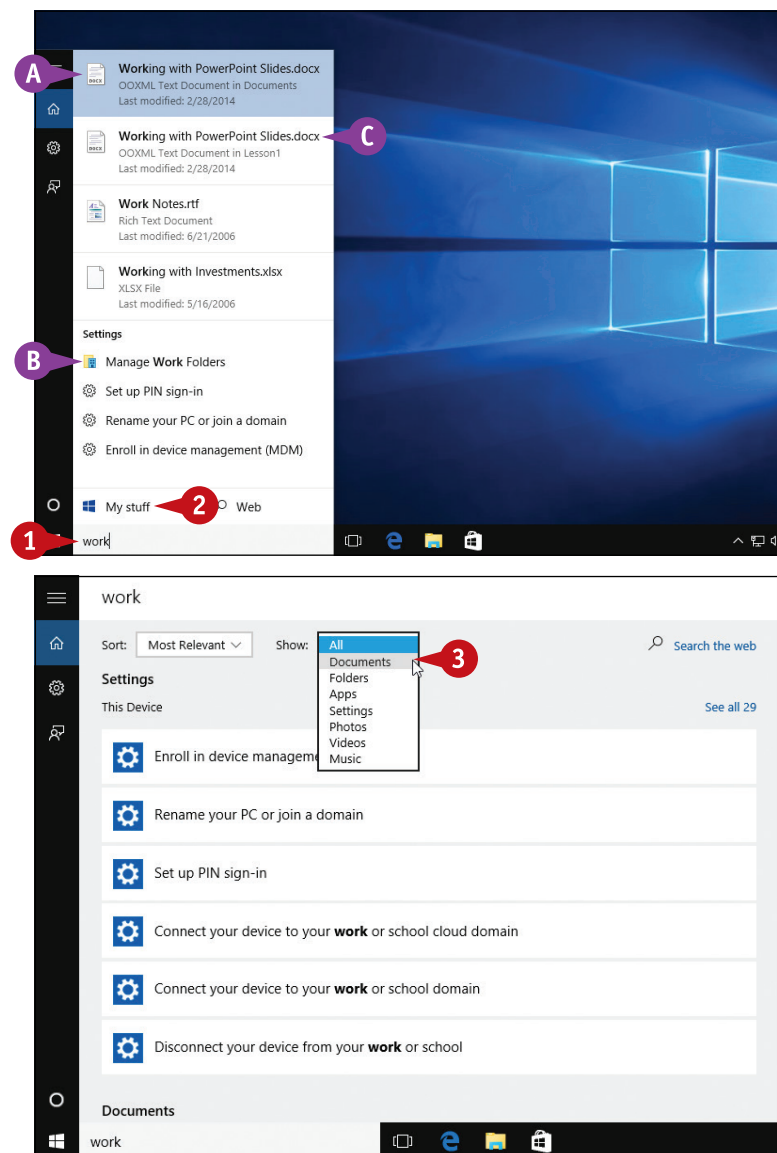 A
Working with PowerPoint Slides.docx
OOXML Text Document in Documents
Last modified: 2/28/2014
DOCX
Working with PowerPoint Slides.docx
C
OOXML Text Document in Lesson1
Last modified: 2/28/2014
DOCX
Work Notes.rtf
Rich Text Document
Last modified: 6/21/2006
Working with Investments.xlsx
XLSX File
Last modified: 5/16/2006
Settings
B
Manage Work Folders
Set up PIN sign-in
Rename your PC or join a domain
Enroll in device management (MDM)
My stuff
2
Web
1
work
work
Sort:
Most Relevant
Show:
All
Documents
3
Folders
Apps
Settings
Photos
Videos
Music
Search the web
Settings
This Device
See all 29
Enroll in device manageme
Rename your PC or join a domain
Set up PIN sign-in
Connect your device to your work or school cloud domain
Connect your device to your work or school domain
Disconnect your device from your work or school
Documents
work